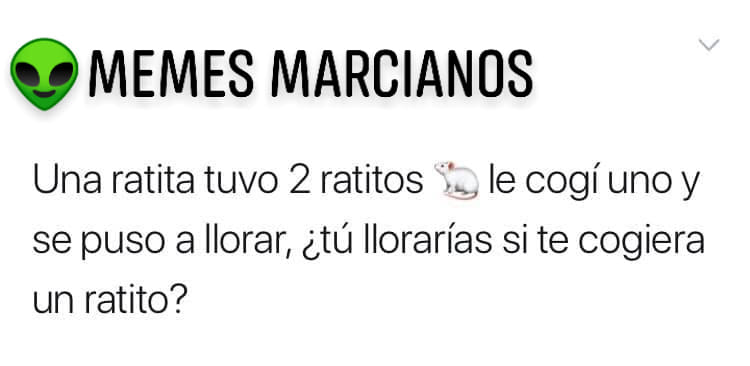 👽 MEMES MARCIANOS
Una ratita tuvo 2 ratitos 🐁 le cogí uno y
se puso a llorar, ¿tú llorarías si te cogiera
un ratito?